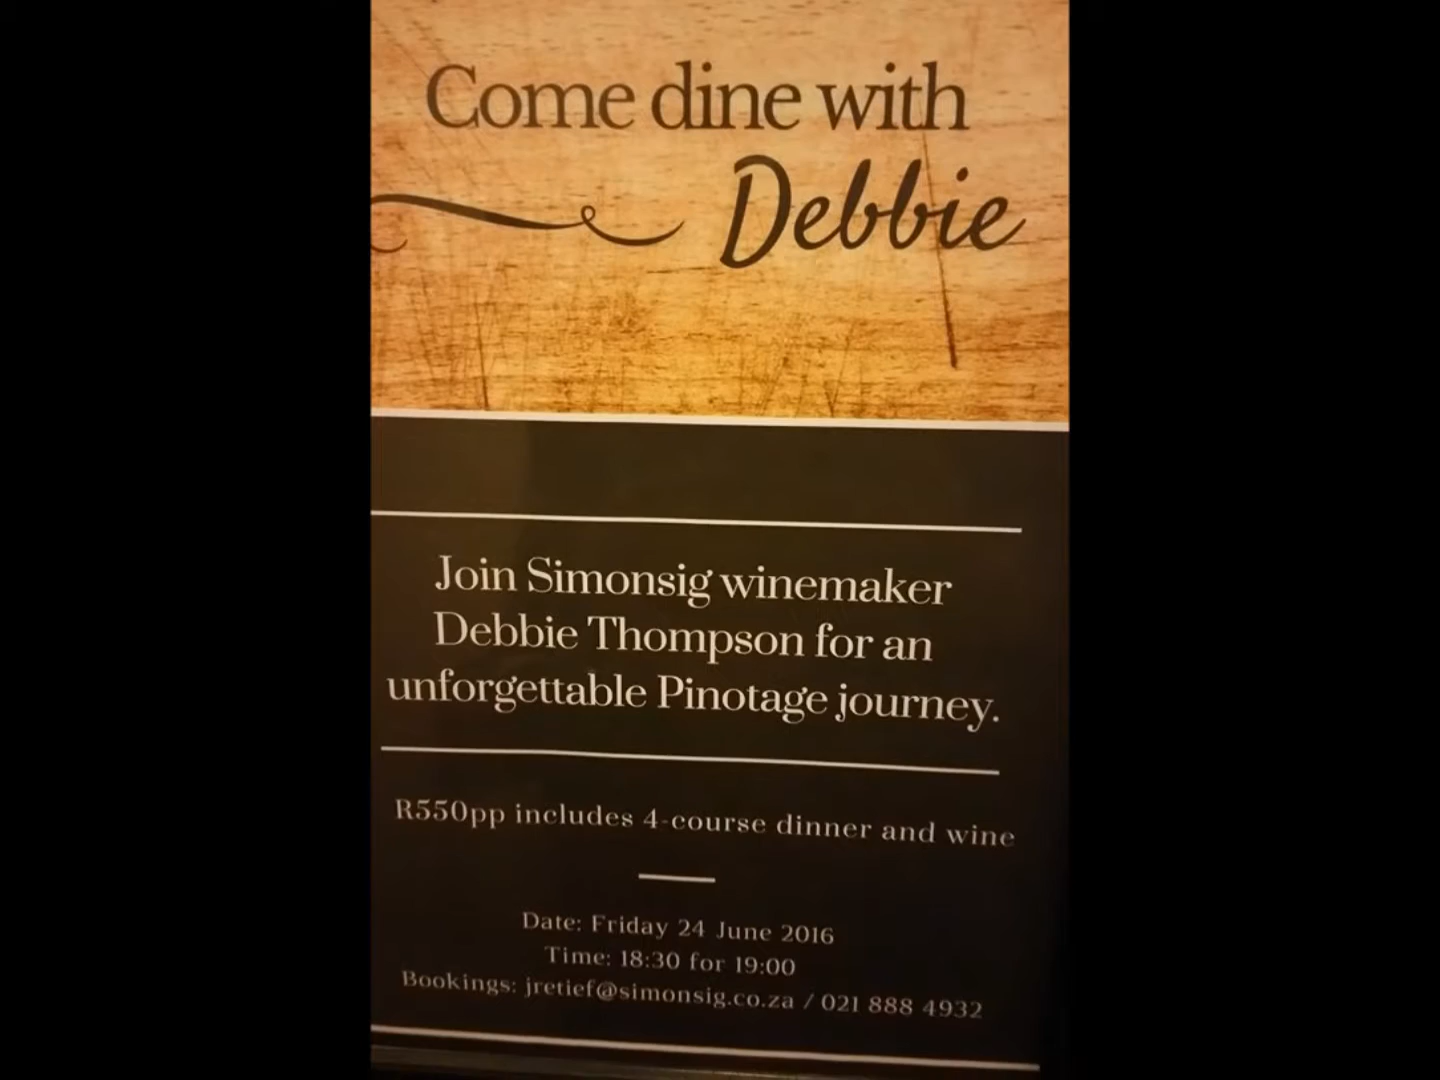 Come dine with
Debbie
Join Simonsig winemaker
Debbie Thompson for an
unforgettable Pinotage journey.
R550pp includes 4-course dinner and wine
Date: Friday 24 June 2016
Time: 18:30 for 19:00
Bookings: jretief@simonsig.co.za / 021 888 4932